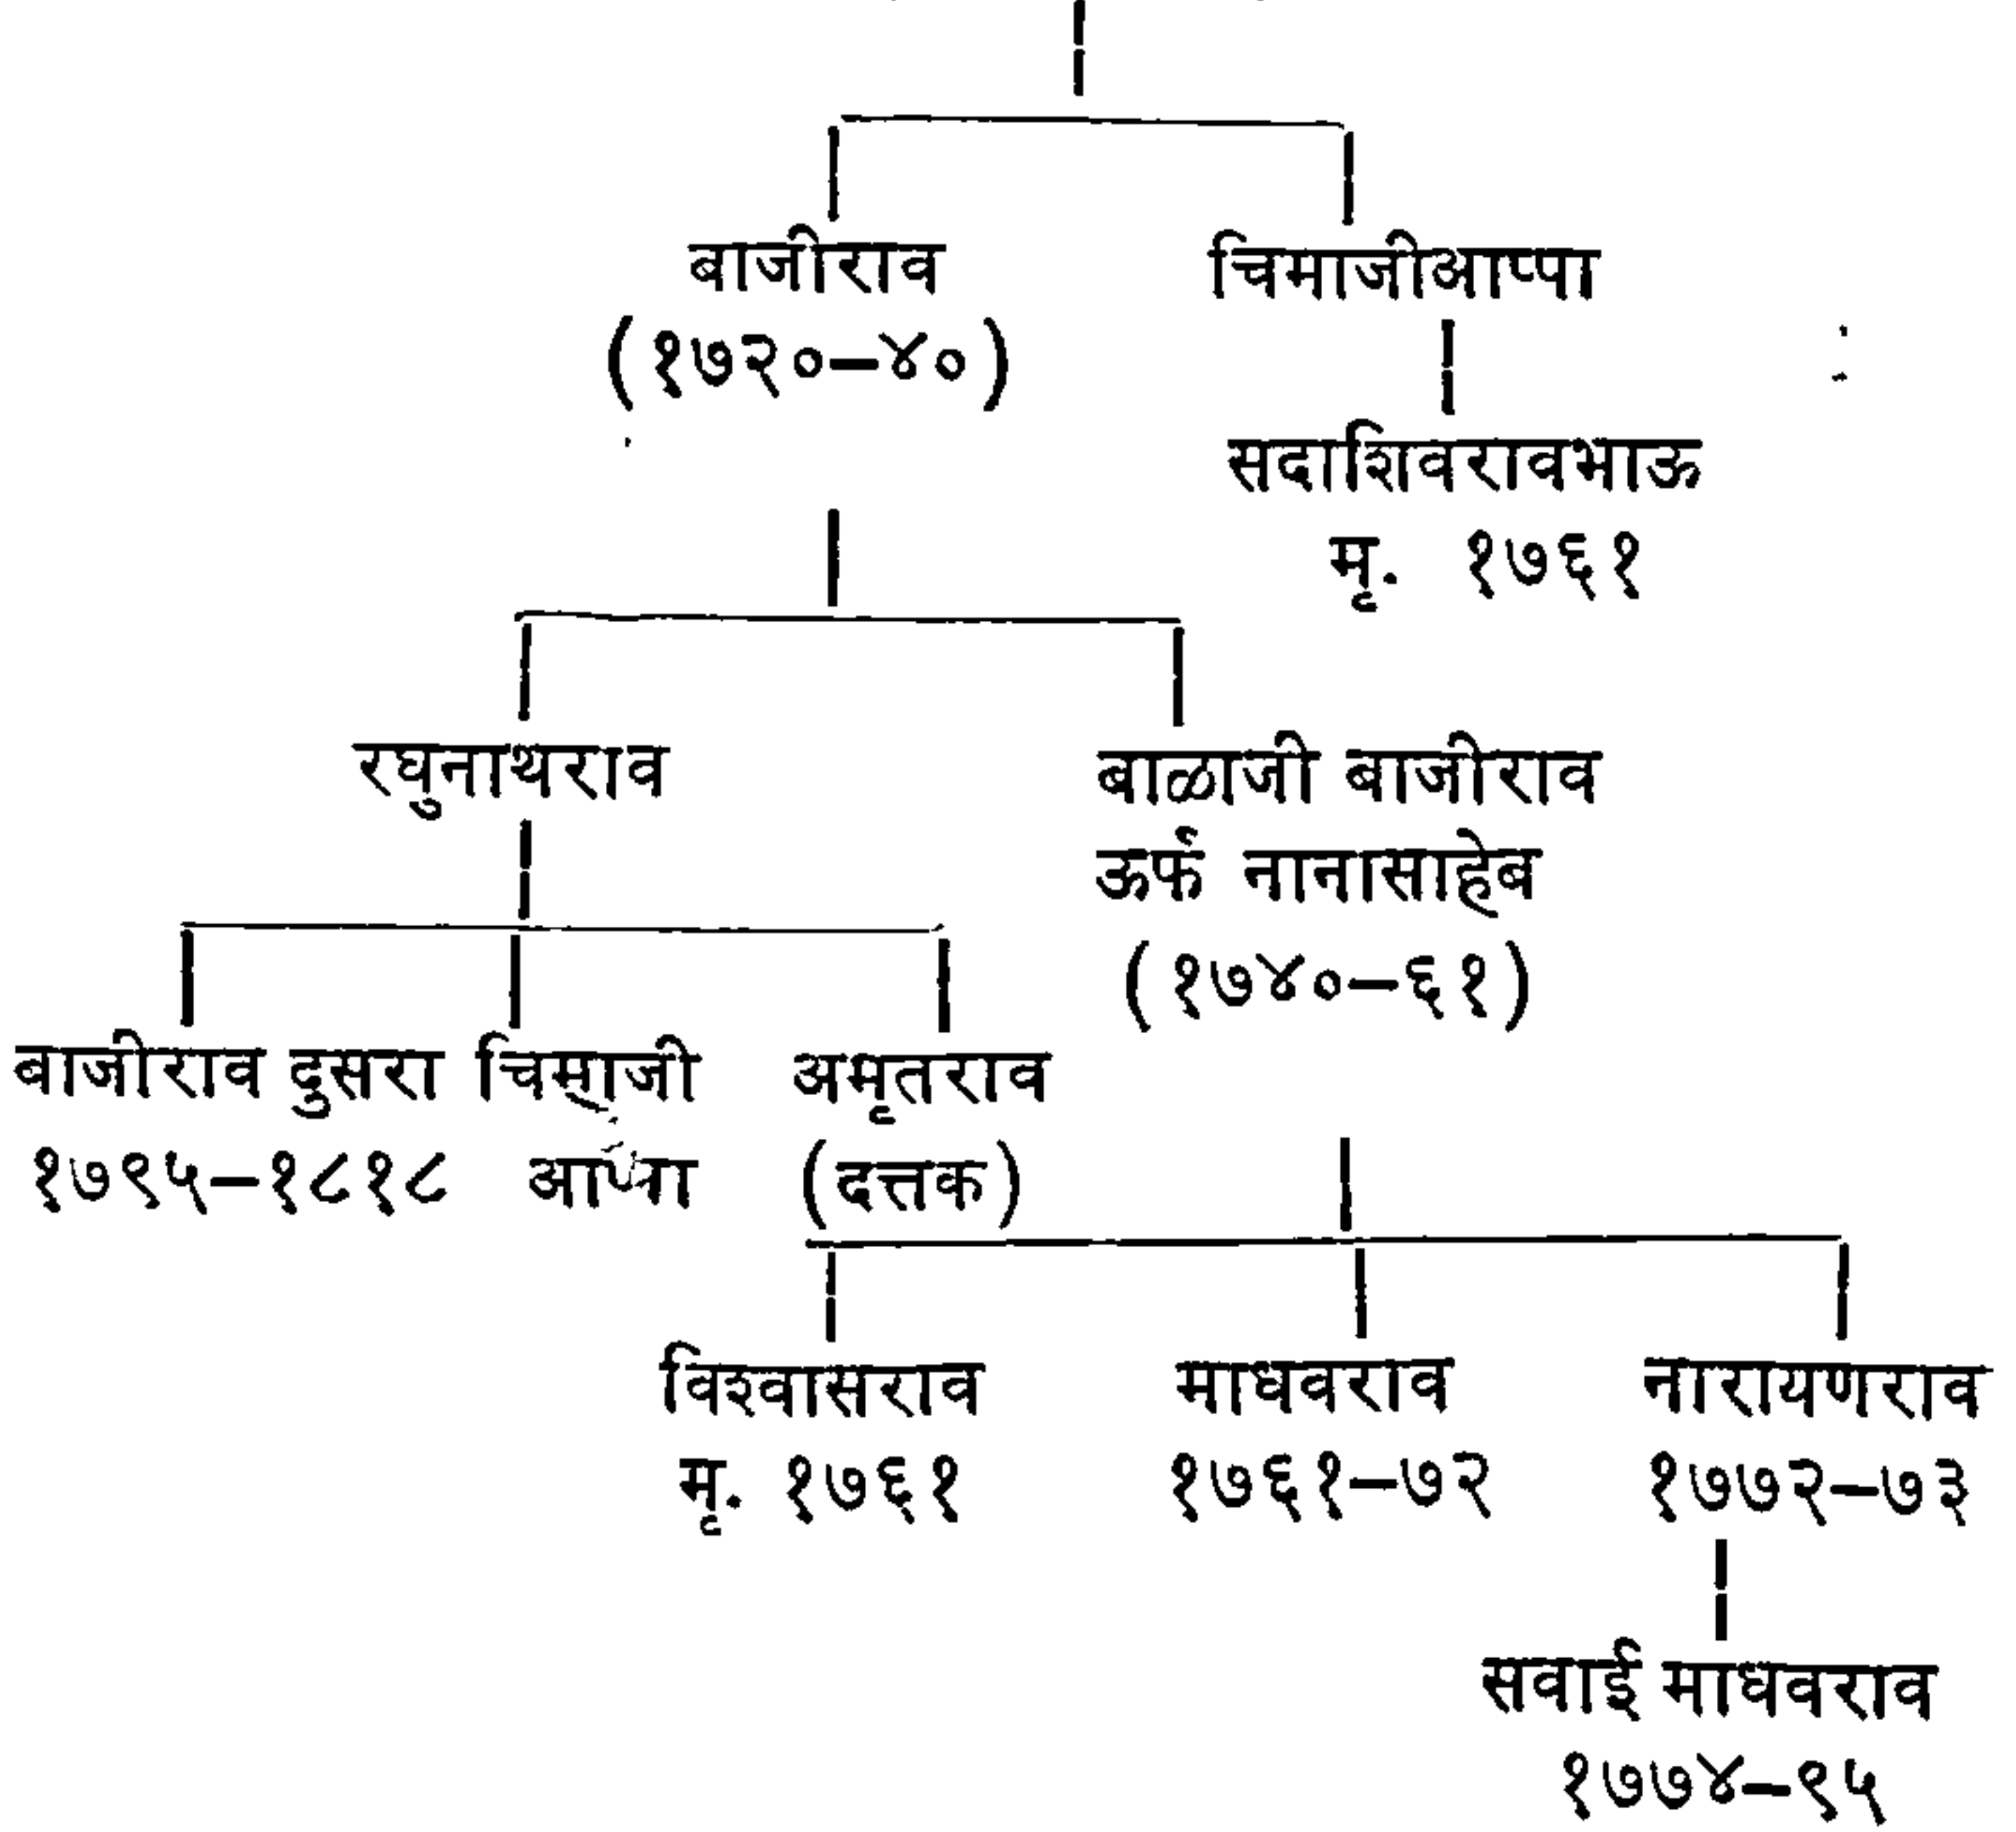 बाजीराव चिमाजीआप्पा
(१७२०–४०)
सदाशिवरावभाऊ
मृ. १७६१
रघुनाथराव बाळाजी बाजीराव
ऊर्फ नानासाहेब
(१७४०–६१)
बाजीराव दुसरा चिमाजी अमृतराव
१७९५–१८१८ आप्पा (दत्तक)
विश्वासराव माधवराव नारायणराव
मृ. १७६१ १७६१–७२ १७७२–७३
सवाई माधवराव
१७७४–९५